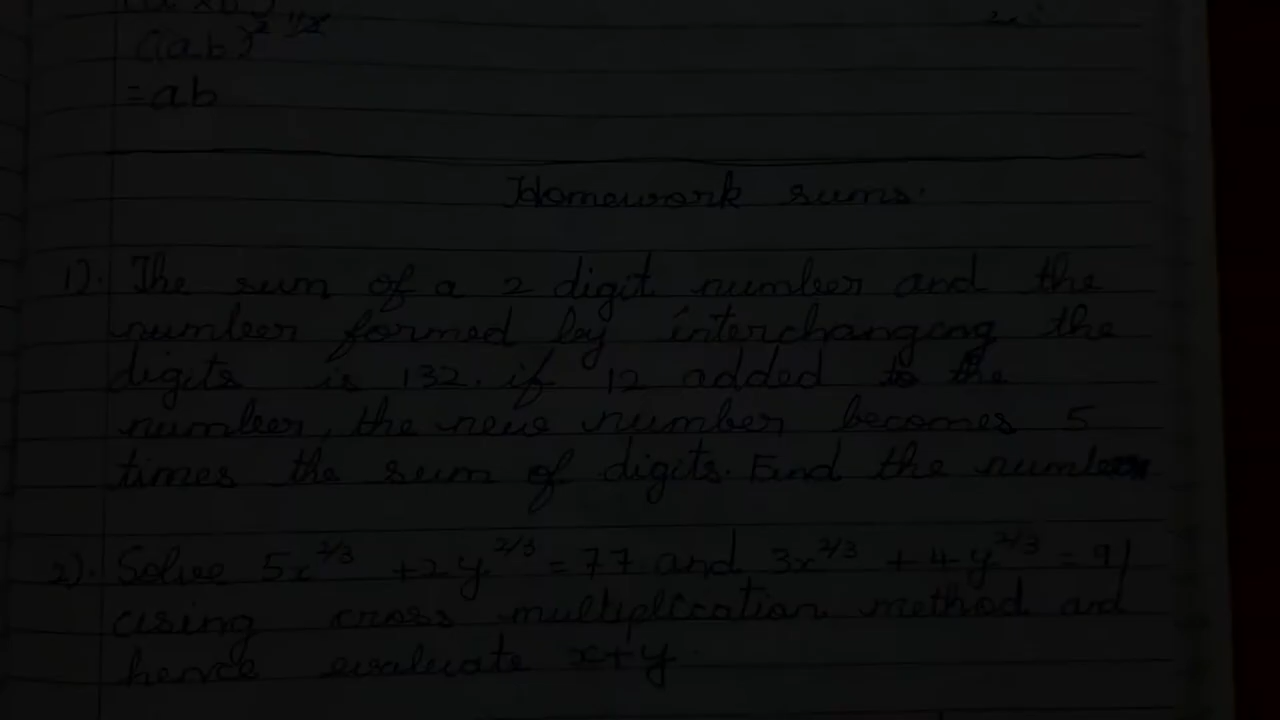 (ab)
=ab
Homework sums.
1). The sum of a 2 digit number and the
number formed by interchanging the
digits is 132. if 12 added to the
number, the new number becomes 5
times the sum of digits. Find the number
2). Solve 5x^{2/3} + 2y^{2/3} = 77 and 3x^{2/3} + 4y^{2/3} = 91
using cross multiplication method and
hence evaluate x+y